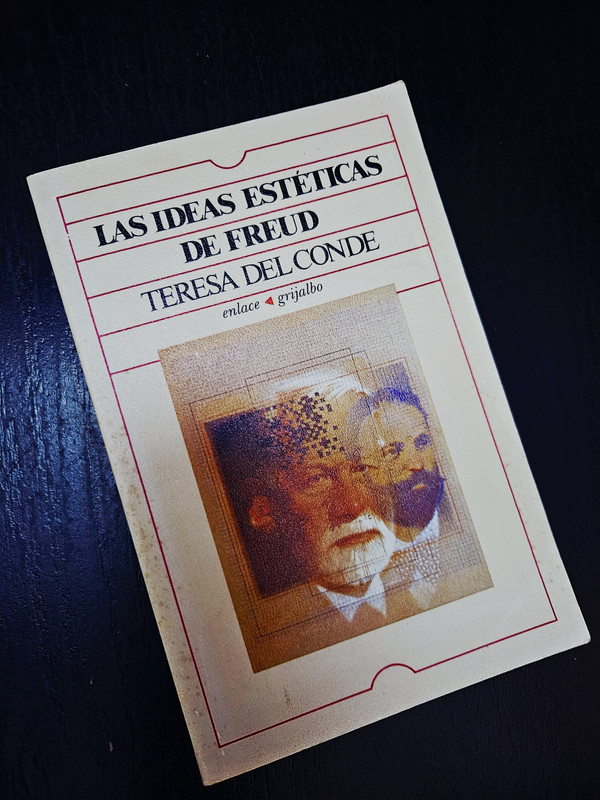 LAS IDEAS ESTÉTICAS
DE FREUD
TERESA DEL CONDE
enlace grijalbo